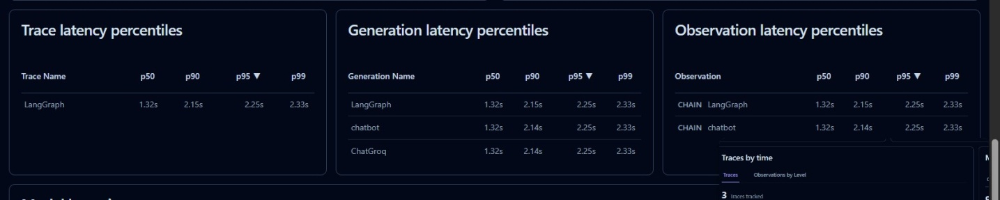 Trace latency percentiles
Trace Name p50 p90 p95 ▼ p99
LangGraph 1.32s 2.15s 2.25s 2.33s
Generation latency percentiles
Generation Name p50 p90 p95 ▼ p99
LangGraph 1.32s 2.15s 2.25s 2.33s
chatbot 1.32s 2.14s 2.25s 2.33s
ChatGroq 1.32s 2.14s 2.25s 2.33s
Observation latency percentiles
Observation p50 p90 p95 ▼ p99
CHAIN LangGraph 1.32s 2.15s 2.25s 2.33s
CHAIN chatbot 1.32s 2.14s 2.25s 2.33s
Traces by time
Traces Observations by Level
3 Traces tracked